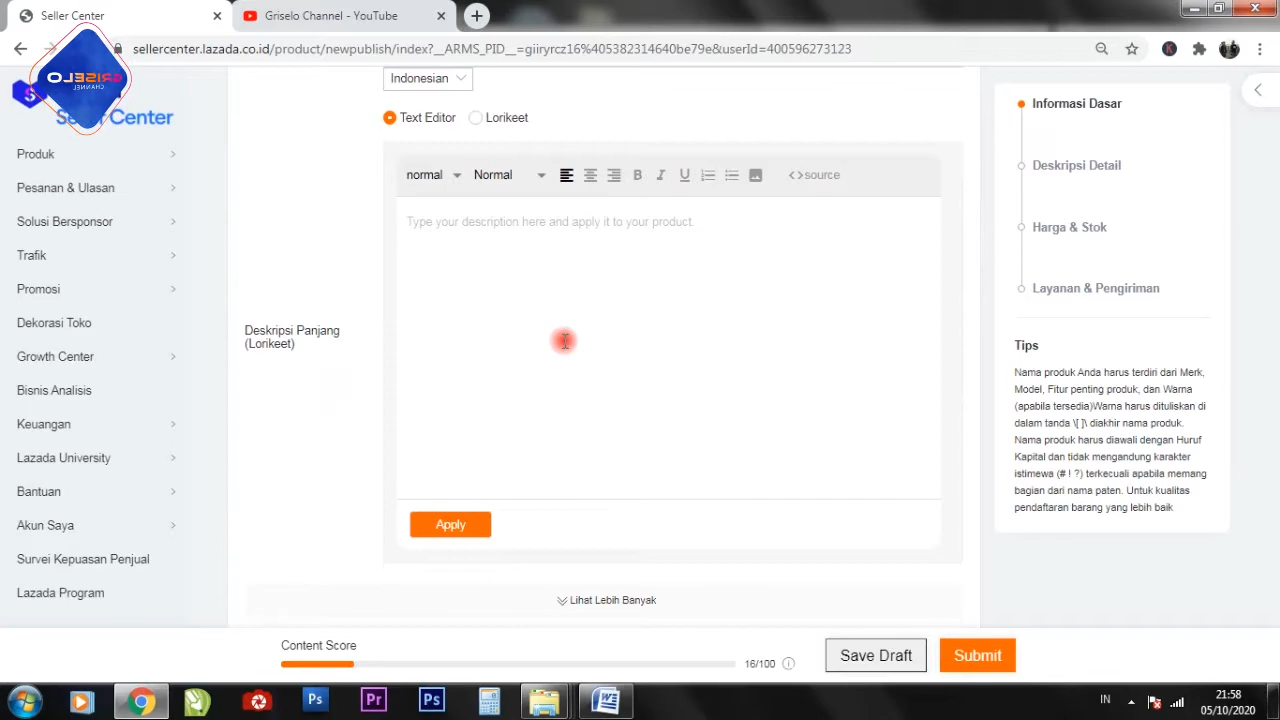 Seller Center
Griselo Channel - YouTube
sellercenter.lazada.co.id/product/newpublish/index?__ARMS_PID__=giiryrcz16%405382314640be79e&userId=400596273123
GRISELO
CHANNEL
Seller Center
Produk
Pesanan & Ulasan
Solusi Bersponsor
Trafik
Promosi
Dekorasi Toko
Growth Center
Bisnis Analisis
Keuangan
Lazada University
Bantuan
Akun Saya
Survei Kepuasan Penjual
Lazada Program
Indonesian
Text Editor
Lorikeet
normal
Normal
B I U
<>source
Type your description here and apply it to your product.
Deskripsi Panjang
(Lorikeet)
Apply
Lihat Lebih Banyak
Content Score
16/100
Save Draft
Submit
Informasi Dasar
Deskripsi Detail
Harga & Stok
Layanan & Pengiriman
Tips
Nama produk Anda harus terdiri dari Merk,
Model, Fitur penting produk, dan Warna
(apabila tersedia)Warna harus dituliskan di
dalam tanda \[ ]\ diakhir nama produk.
Nama produk harus diawali dengan Huruf
Kapital dan tidak mengandung karakter
istimewa (# ! ?) terkecuali apabila memang
bagian dari nama paten. Untuk kualitas
pendaftaran barang yang lebih baik
Ps
Pr
Ps
W
IN
21:58
05/10/2020